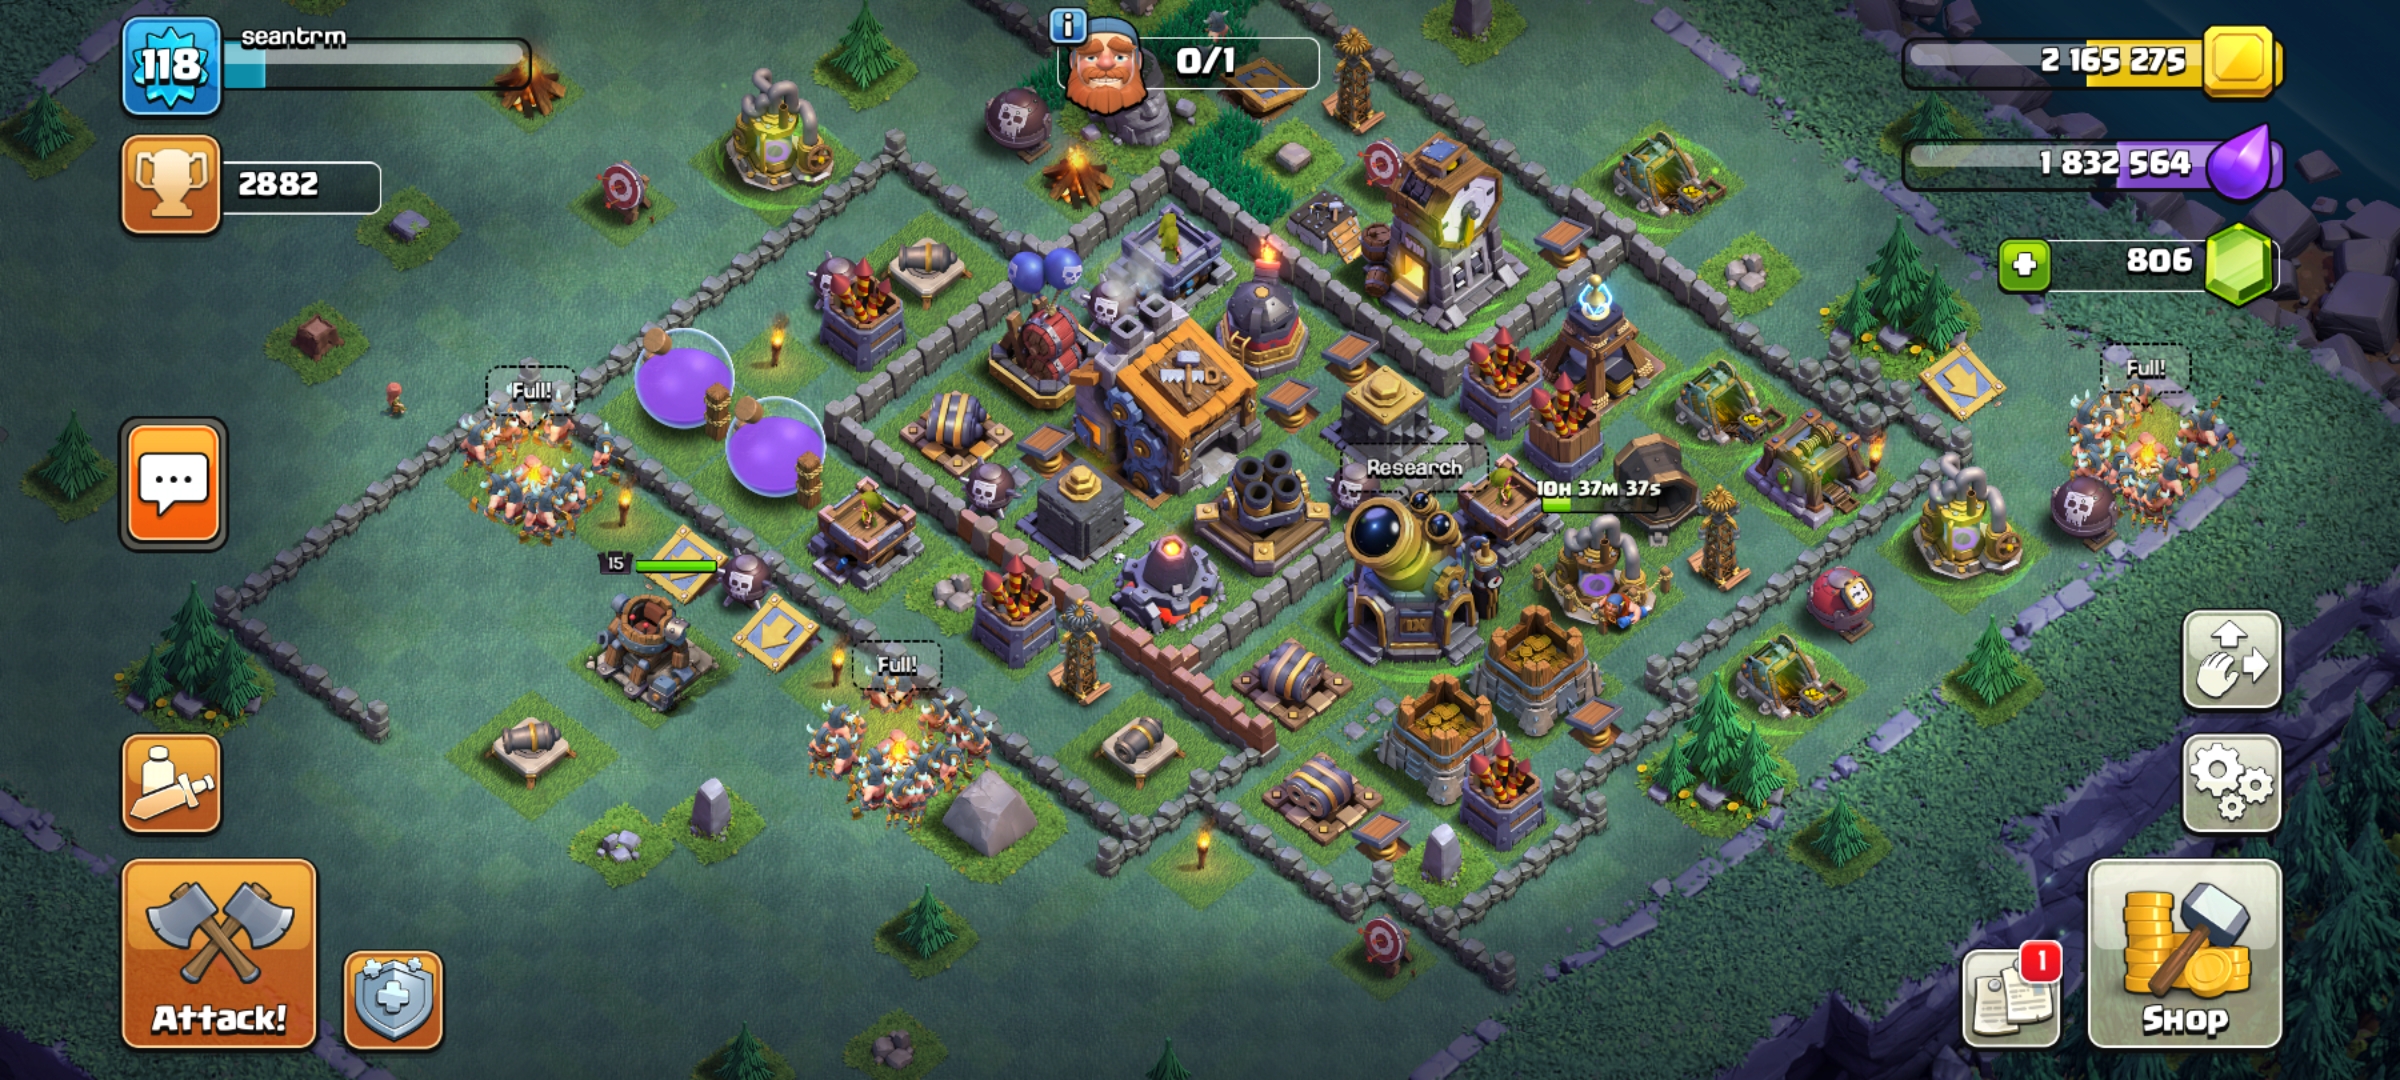 118
seantrm
i
0/1
2 165 275
2882
1 832 564
806
Full!
Full!
Research
10H 37M 37S
15
IX
Full!
1
Attack!
Shop